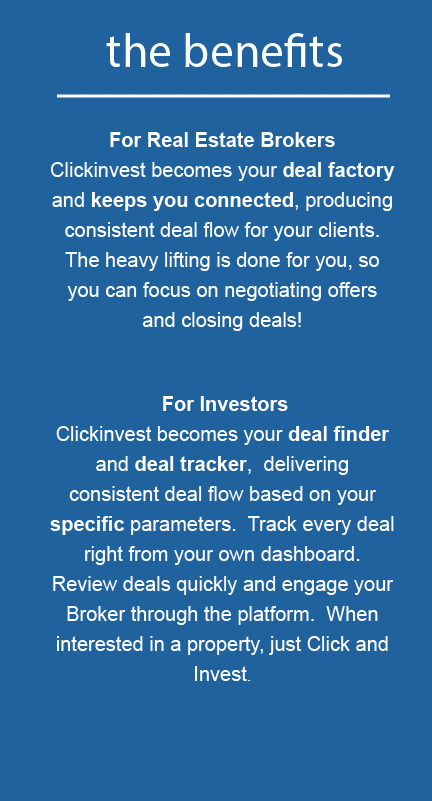 the benefits
For Real Estate Brokers
Clickinvest becomes your deal factory
and keeps you connected, producing
consistent deal flow for your clients.
The heavy lifting is done for you, so
you can focus on negotiating offers
and closing deals!
For Investors
Clickinvest becomes your deal finder
and deal tracker,  delivering
consistent deal flow based on your
specific parameters.  Track every deal
right from your own dashboard.
Review deals quickly and engage your
Broker through the platform.  When
interested in a property, just Click and
Invest.